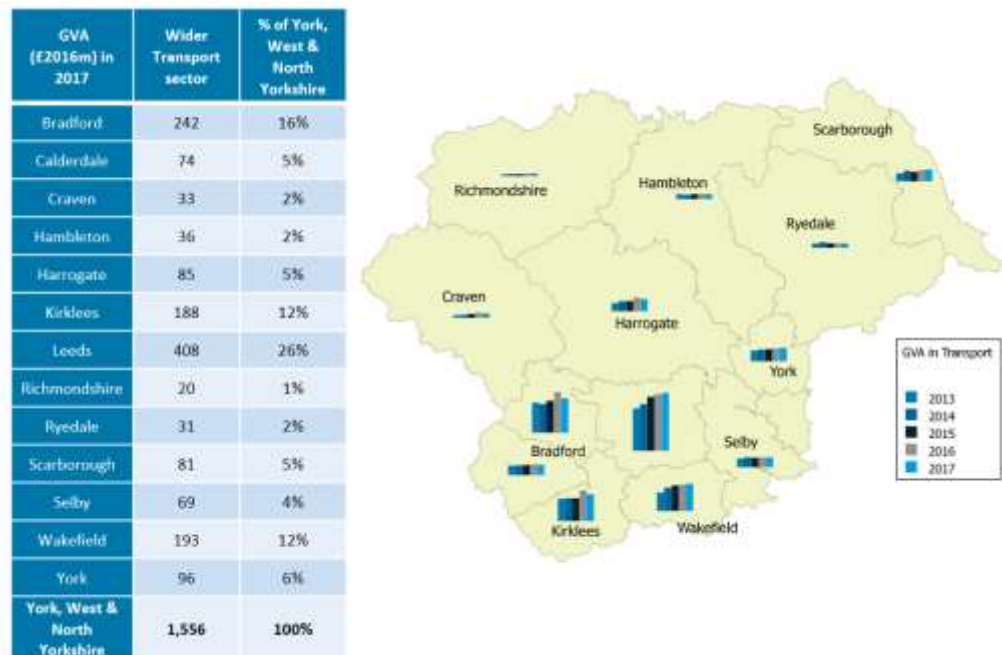 GVA
(£2016m) in
2017
Wider
Transport
sector
% of York,
West &
North
Yorkshire
Bradford 242 16%
Calderdale 74 5%
Craven 33 2%
Hambleton 36 2%
Harrogate 85 5%
Kirklees 188 12%
Leeds 408 26%
Richmondshire 20 1%
Ryedale 31 2%
Scarborough 81 5%
Selby 69 4%
Wakefield 193 12%
York 96 6%
York, West &
North
Yorkshire
1,556 100%
Scarborough
Richmondshire
Hambleton
Ryedale
Craven
Harrogate
York
Bradford
Selby
Kirklees
Wakefield
GVA in Transport
2013
2014
2015
2016
2017